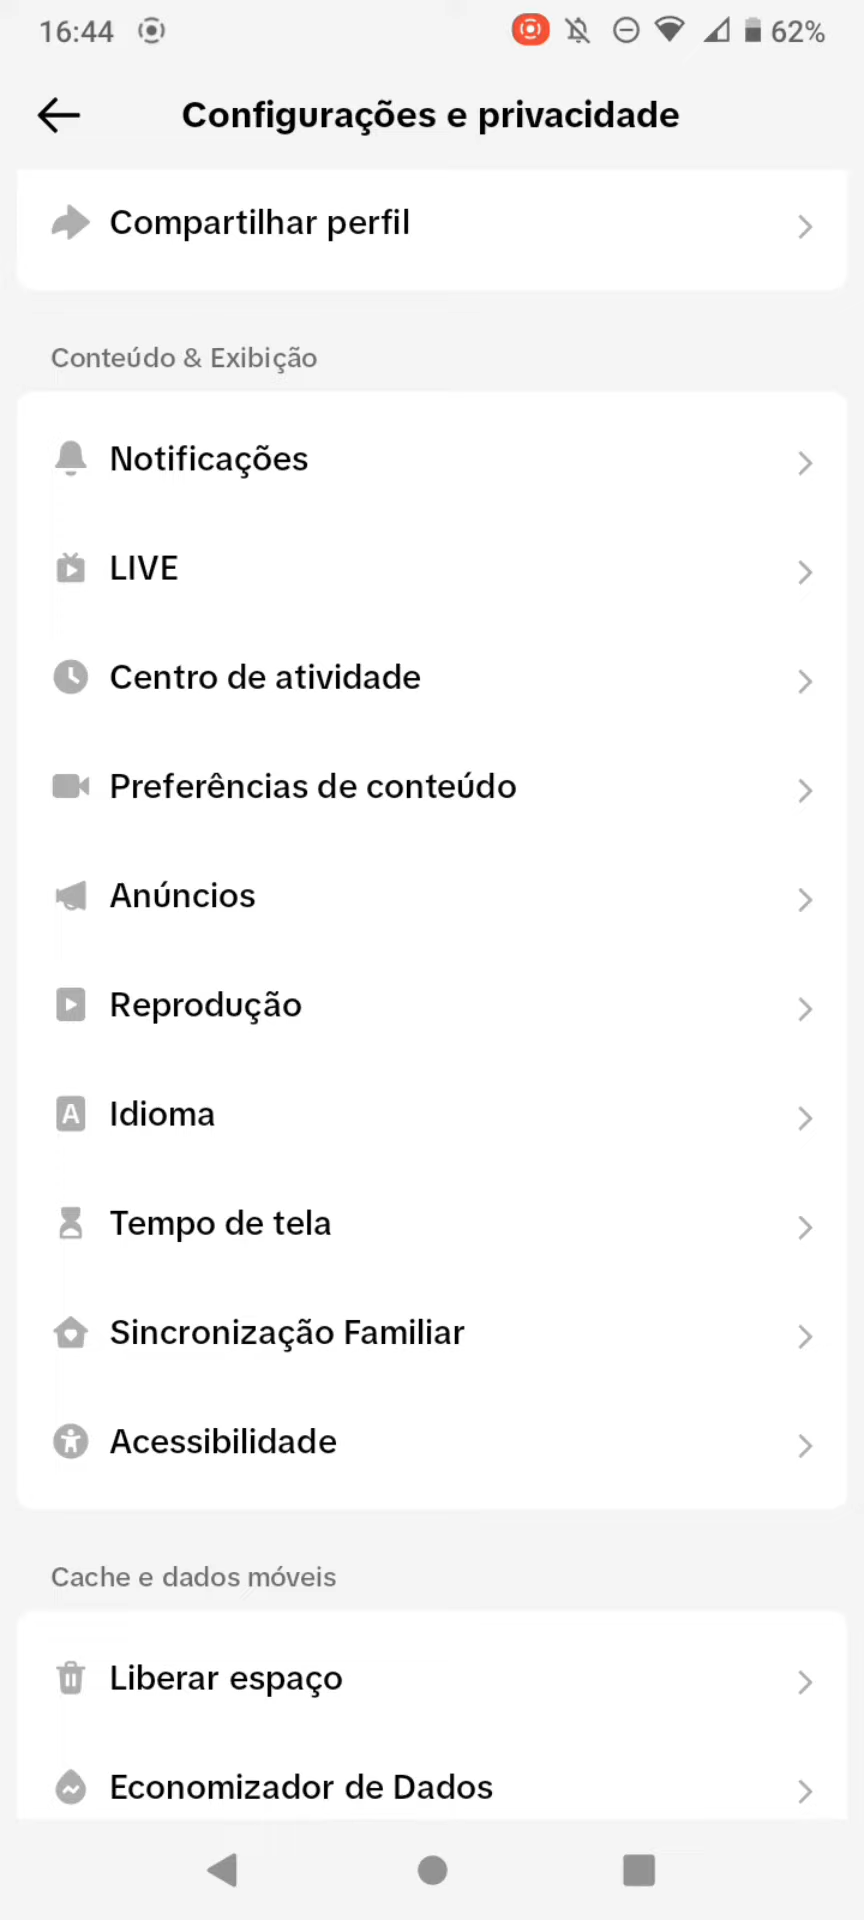 16:44
62%
Configurações e privacidade
Compartilhar perfil
Conteúdo & Exibição
Notificações
LIVE
Centro de atividade
Preferências de conteúdo
Anúncios
Reprodução
A Idioma
Tempo de tela
Sincronização Familiar
Acessibilidade
Cache e dados móveis
Liberar espaço
Economizador de Dados